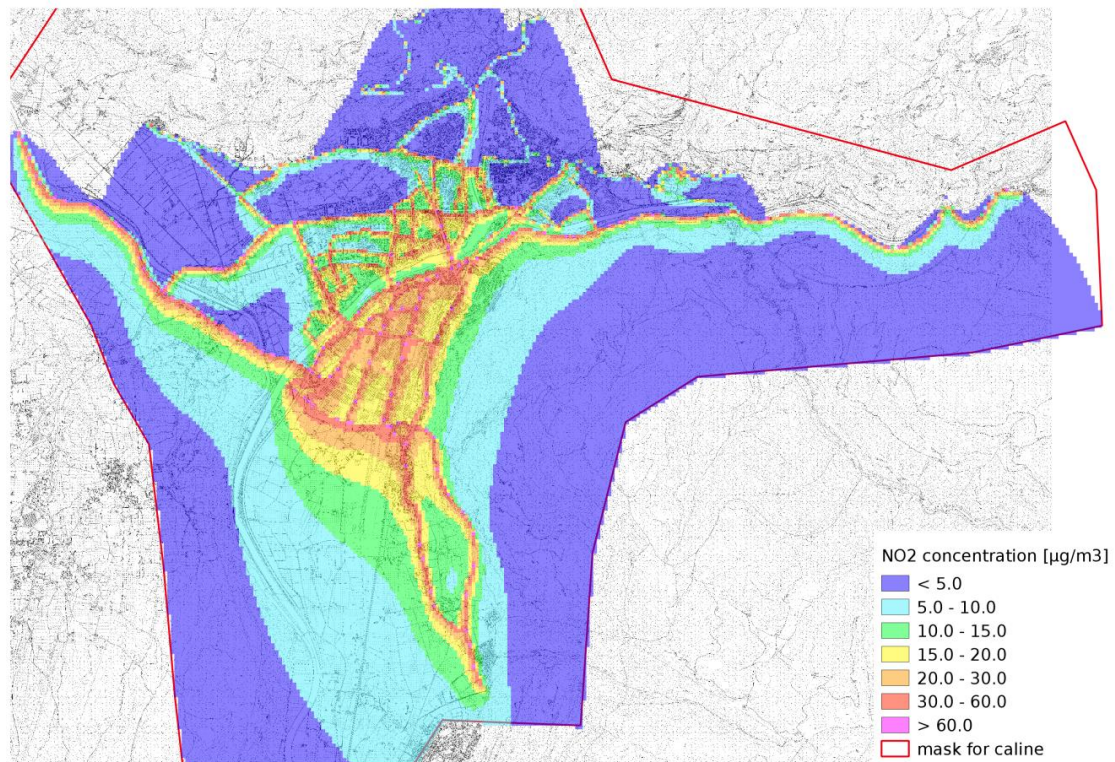 NO2 concentration [µg/m3]
< 5.0
5.0 - 10.0
10.0 - 15.0
15.0 - 20.0
20.0 - 30.0
30.0 - 60.0
> 60.0
mask for caline